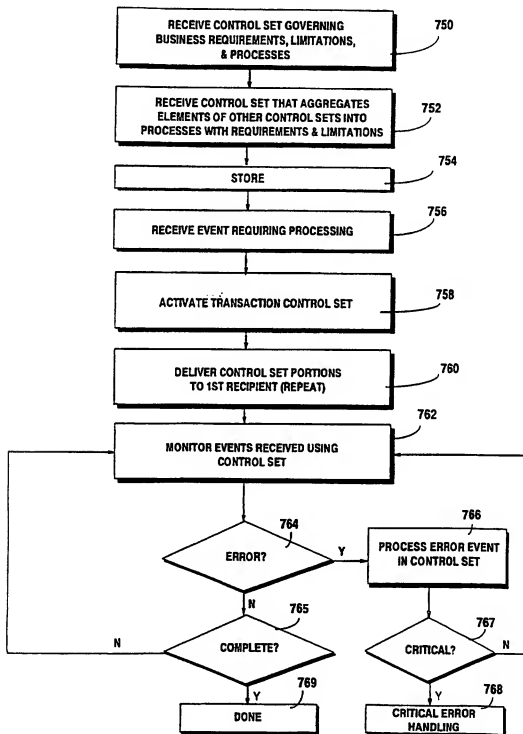 RECEIVE CONTROL SET GOVERNING
BUSINESS REQUIREMENTS, LIMITATIONS,
& PROCESSES
750
RECEIVE CONTROL SET THAT AGGREGATES
ELEMENTS OF OTHER CONTROL SETS INTO
PROCESSES WITH REQUIREMENTS & LIMITATIONS
752
STORE
754
RECEIVE EVENT REQUIRING PROCESSING
756
ACTIVATE TRANSACTION CONTROL SET
758
DELIVER CONTROL SET PORTIONS
TO 1ST RECIPIENT (REPEAT)
760
MONITOR EVENTS RECEIVED USING
CONTROL SET
762
ERROR?
764
Y
PROCESS ERROR EVENT
IN CONTROL SET
766
N
COMPLETE?
765
N
CRITICAL?
767
N
Y
DONE
769
Y
CRITICAL ERROR
HANDLING
768